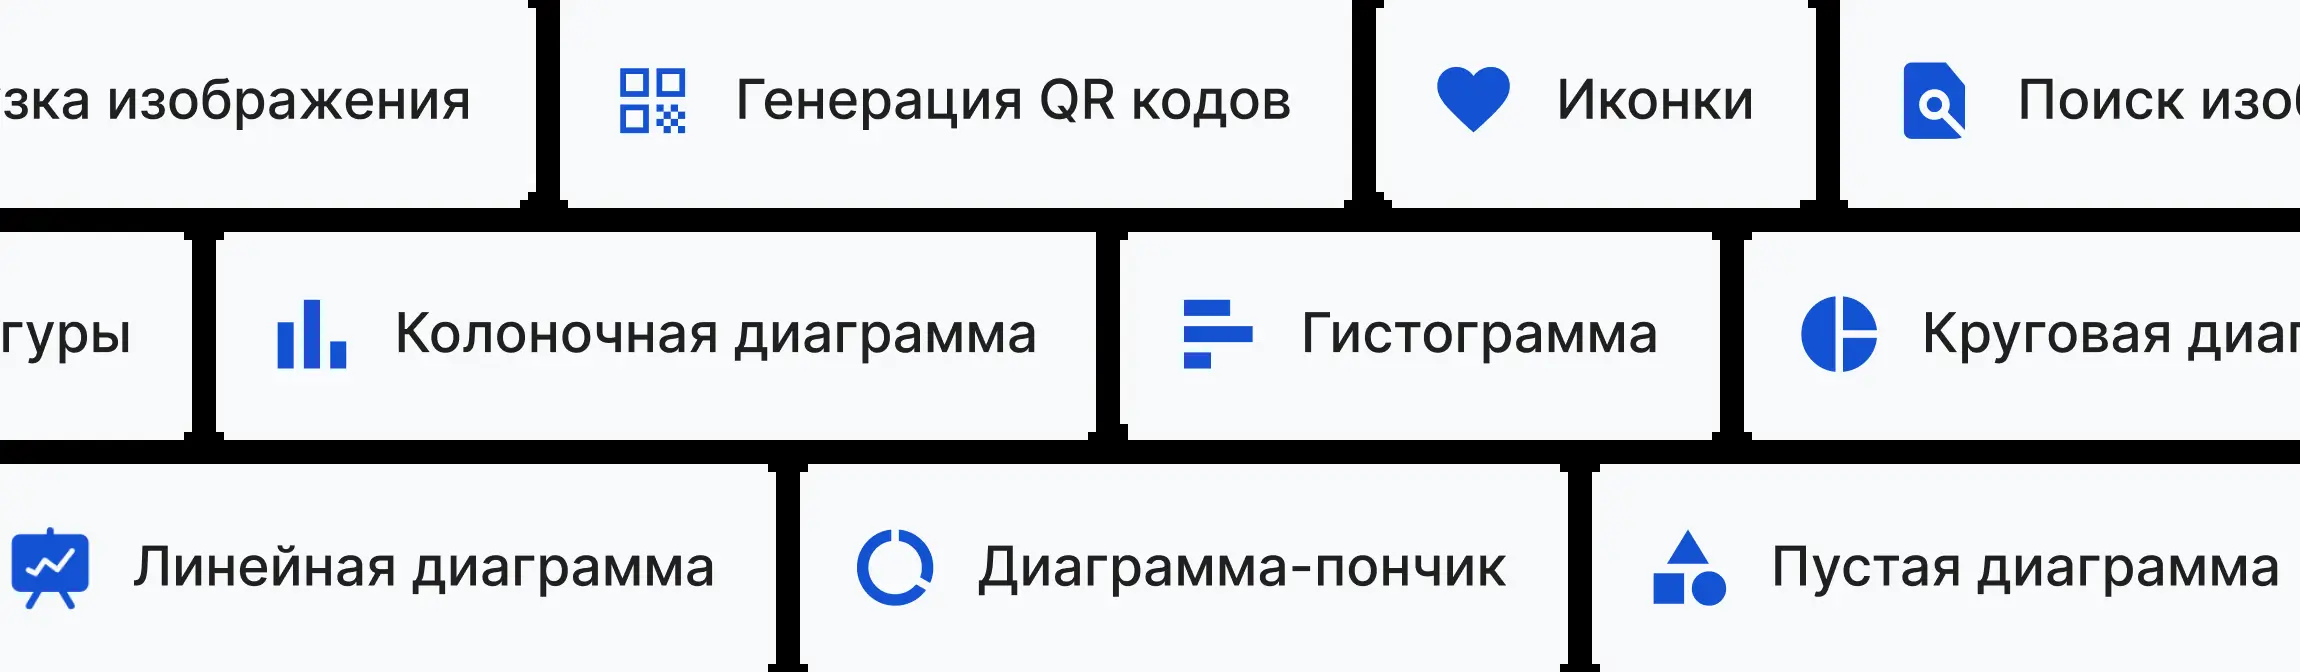 зка изображения
Генерация QR кодов
Иконки
Поиск изо
гуры
Колоночная диаграмма
Гистограмма
Круговая диаг
Линейная диаграмма
Диаграмма-пончик
Пустая диаграмма